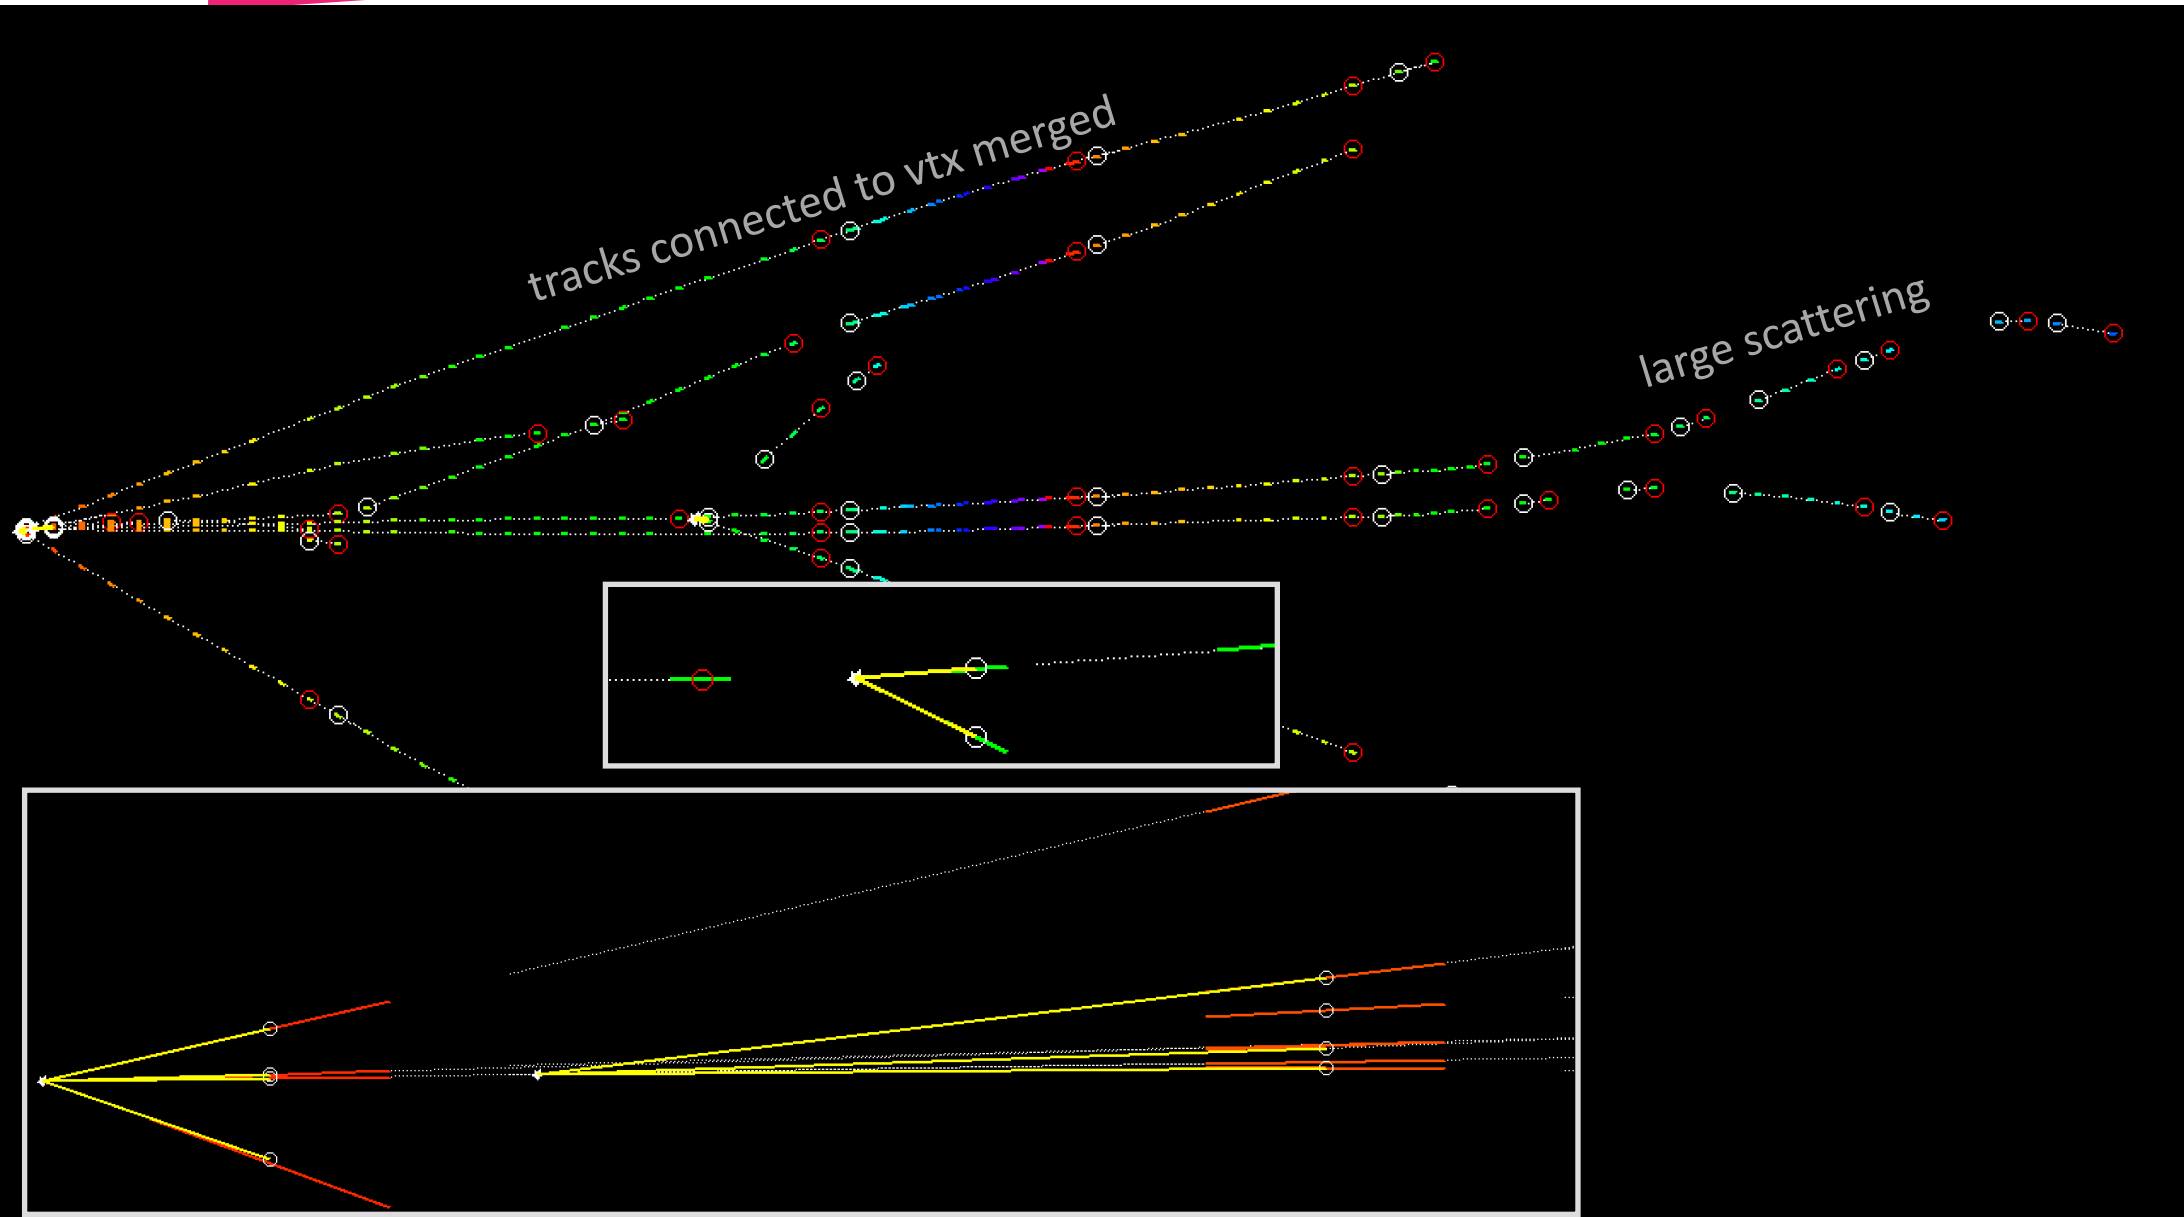 tracks connected to vtx merged
large scattering